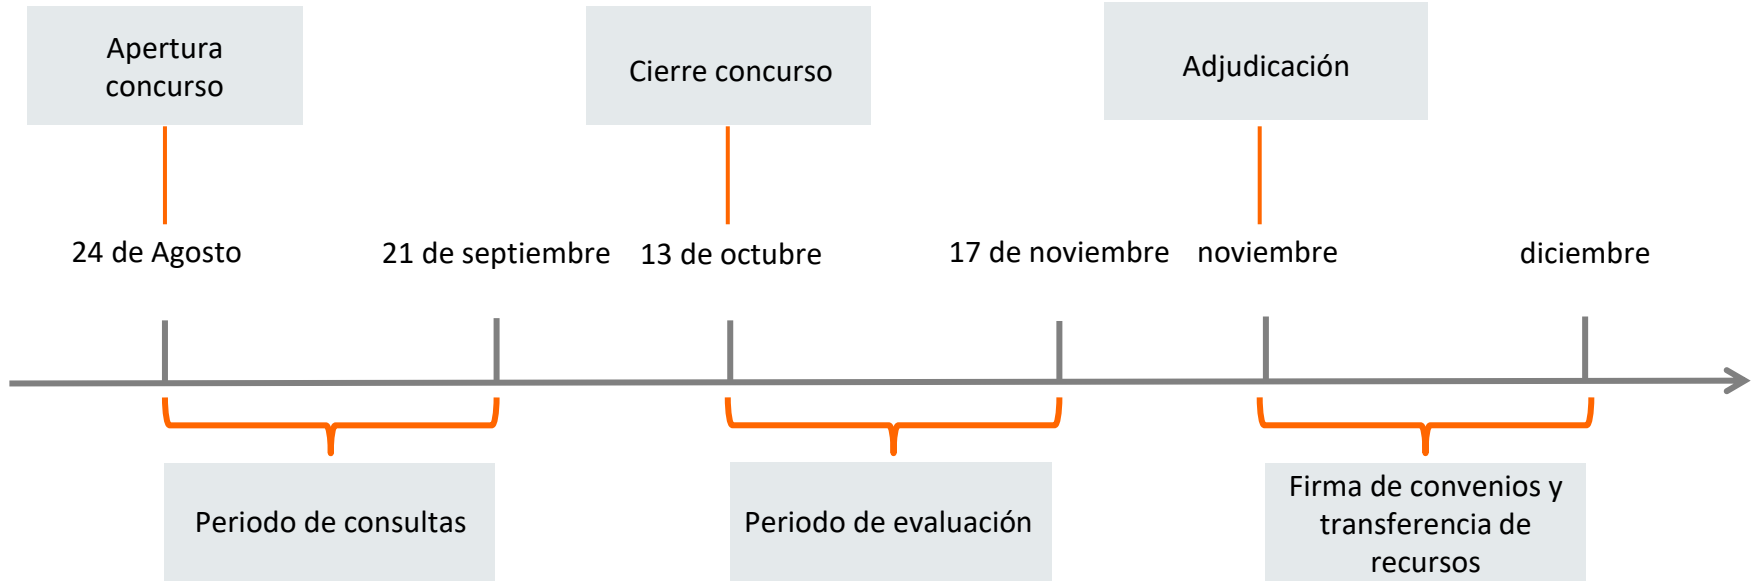 Apertura
concurso
Cierre concurso
Adjudicación
24 de Agosto
21 de septiembre
13 de octubre
17 de noviembre
noviembre
diciembre
Periodo de consultas
Periodo de evaluación
Firma de convenios y
transferencia de
recursos